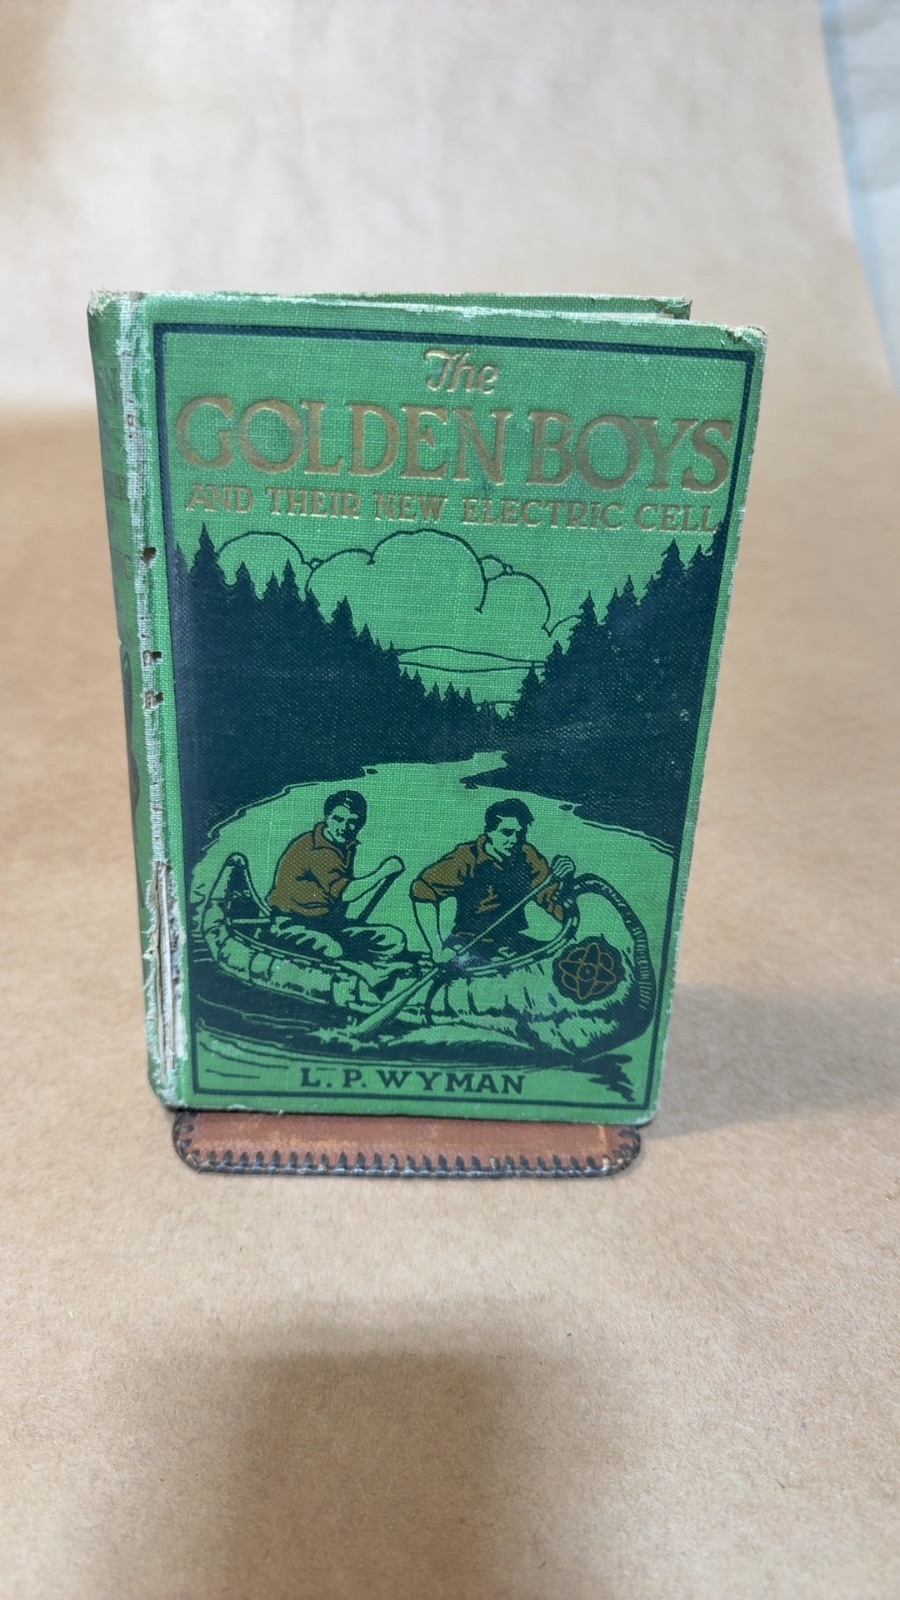 The
GOLDEN BOYS
AND THEIR NEW ELECTRIC CELL
L. P. WYMAN